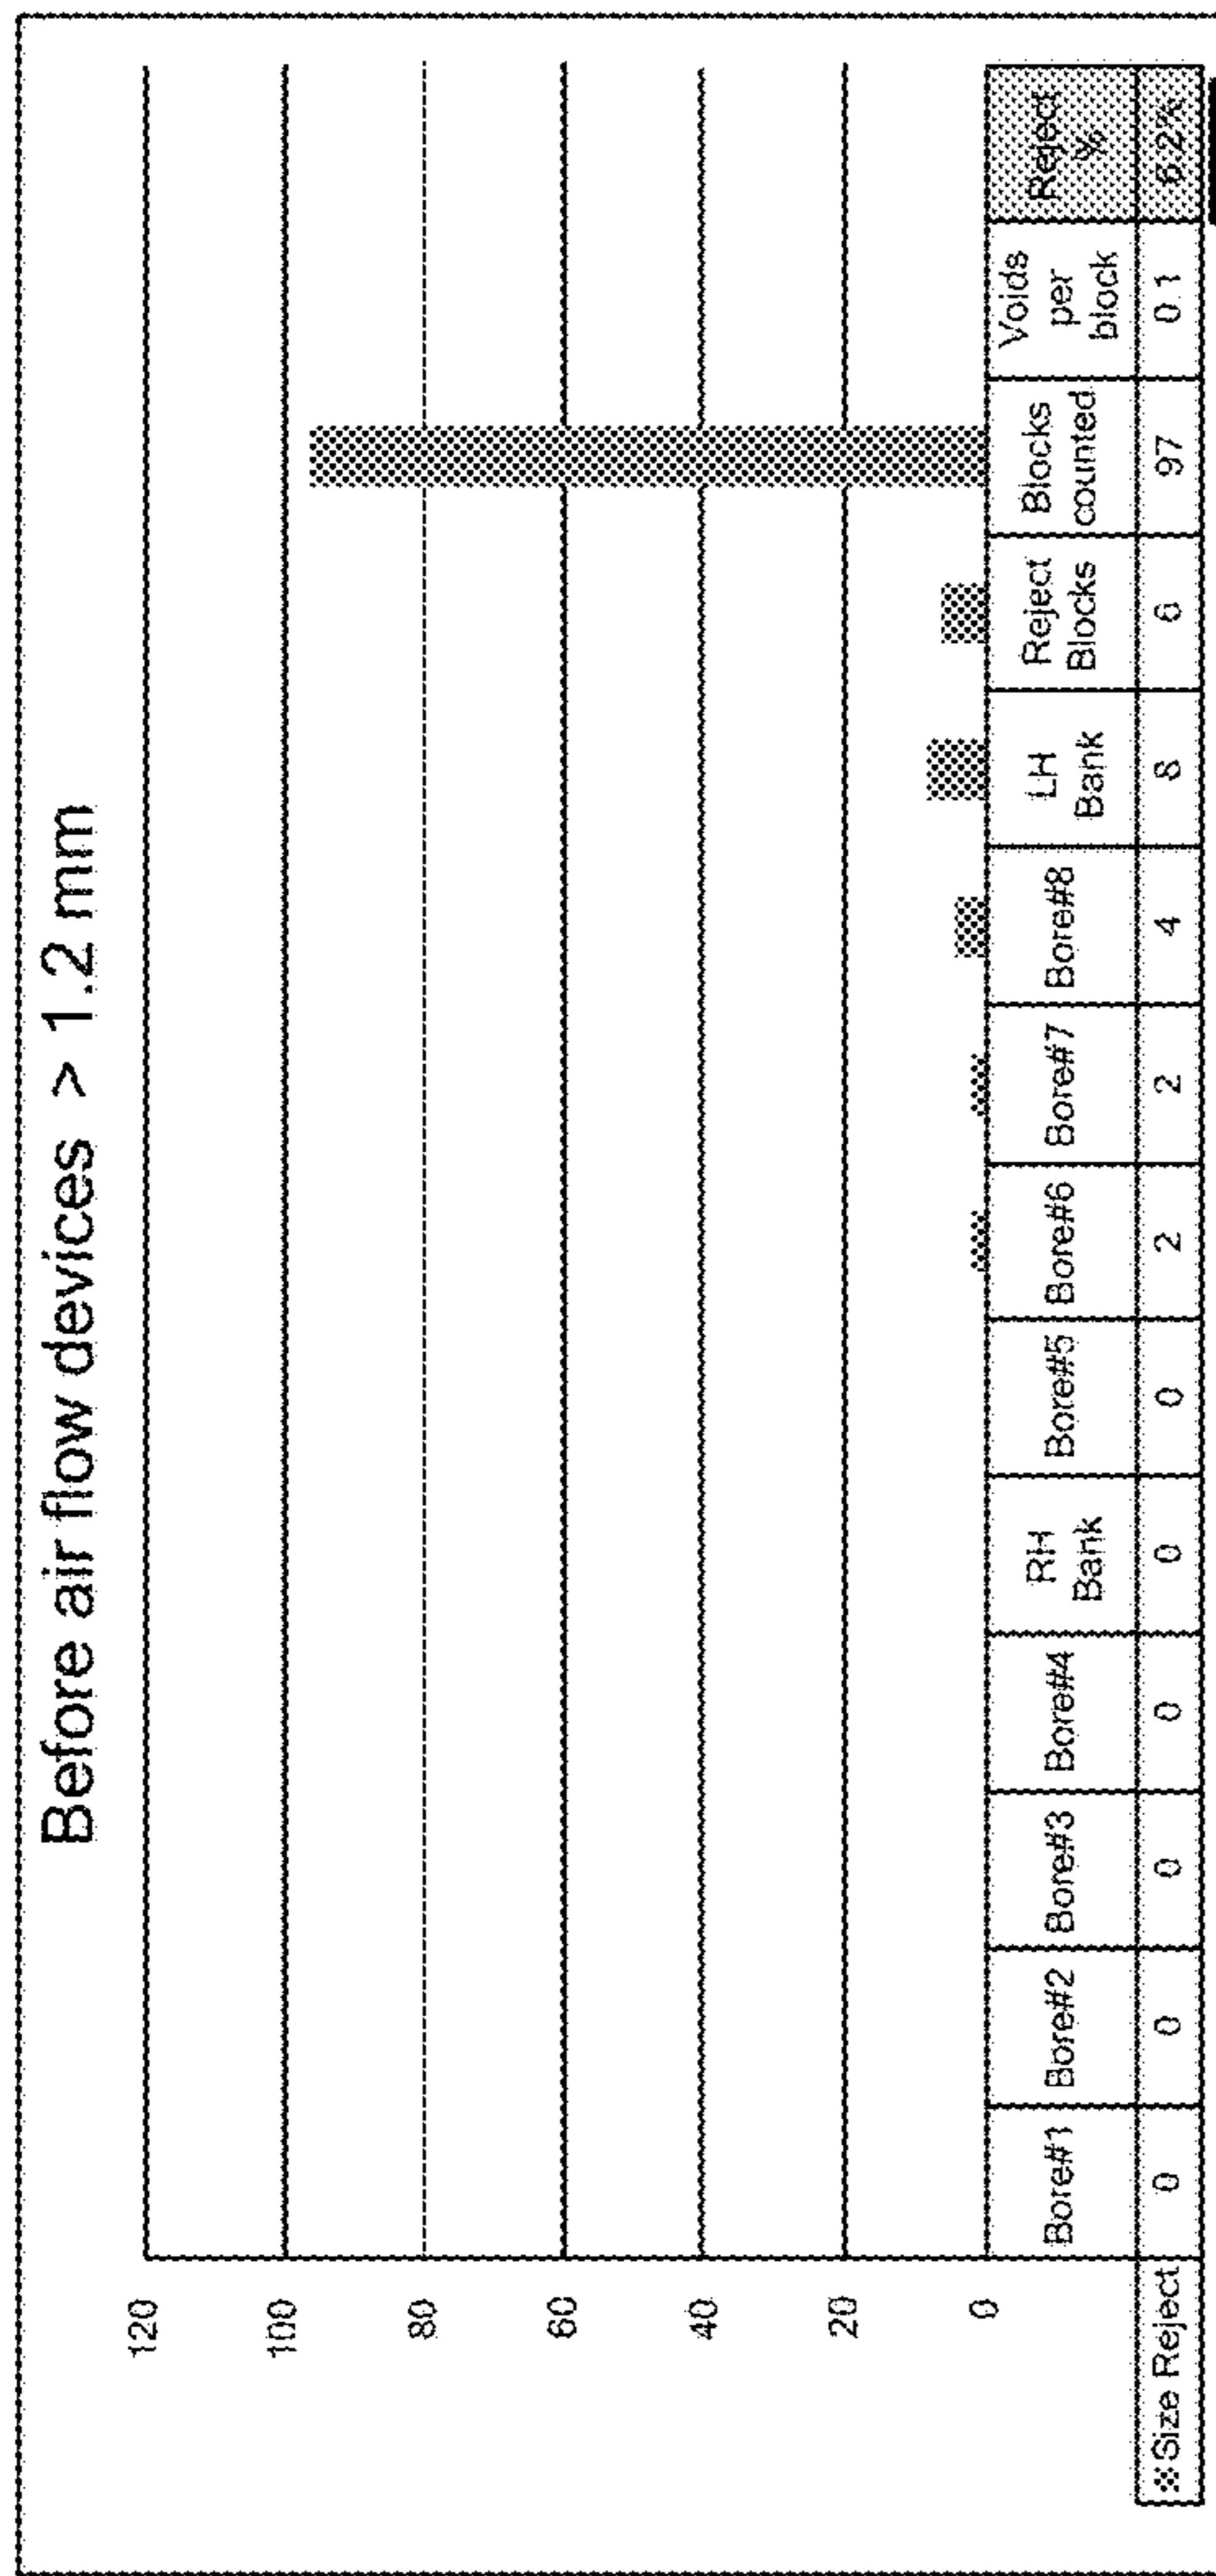 Before air flow devices > 1.2 mm
120
100
80
60
40
20
0
Bore#1 Bore#2 Bore#3 Bore#4 RH Bank Bore#5 Bore#6 Bore#7 Bore#8 LH Bank Reject Blocks Blocks counted Voids per block Reject %
Size Reject 0 0 0 0 0 0 2 2 4 8 6 97 0.1 6.2%